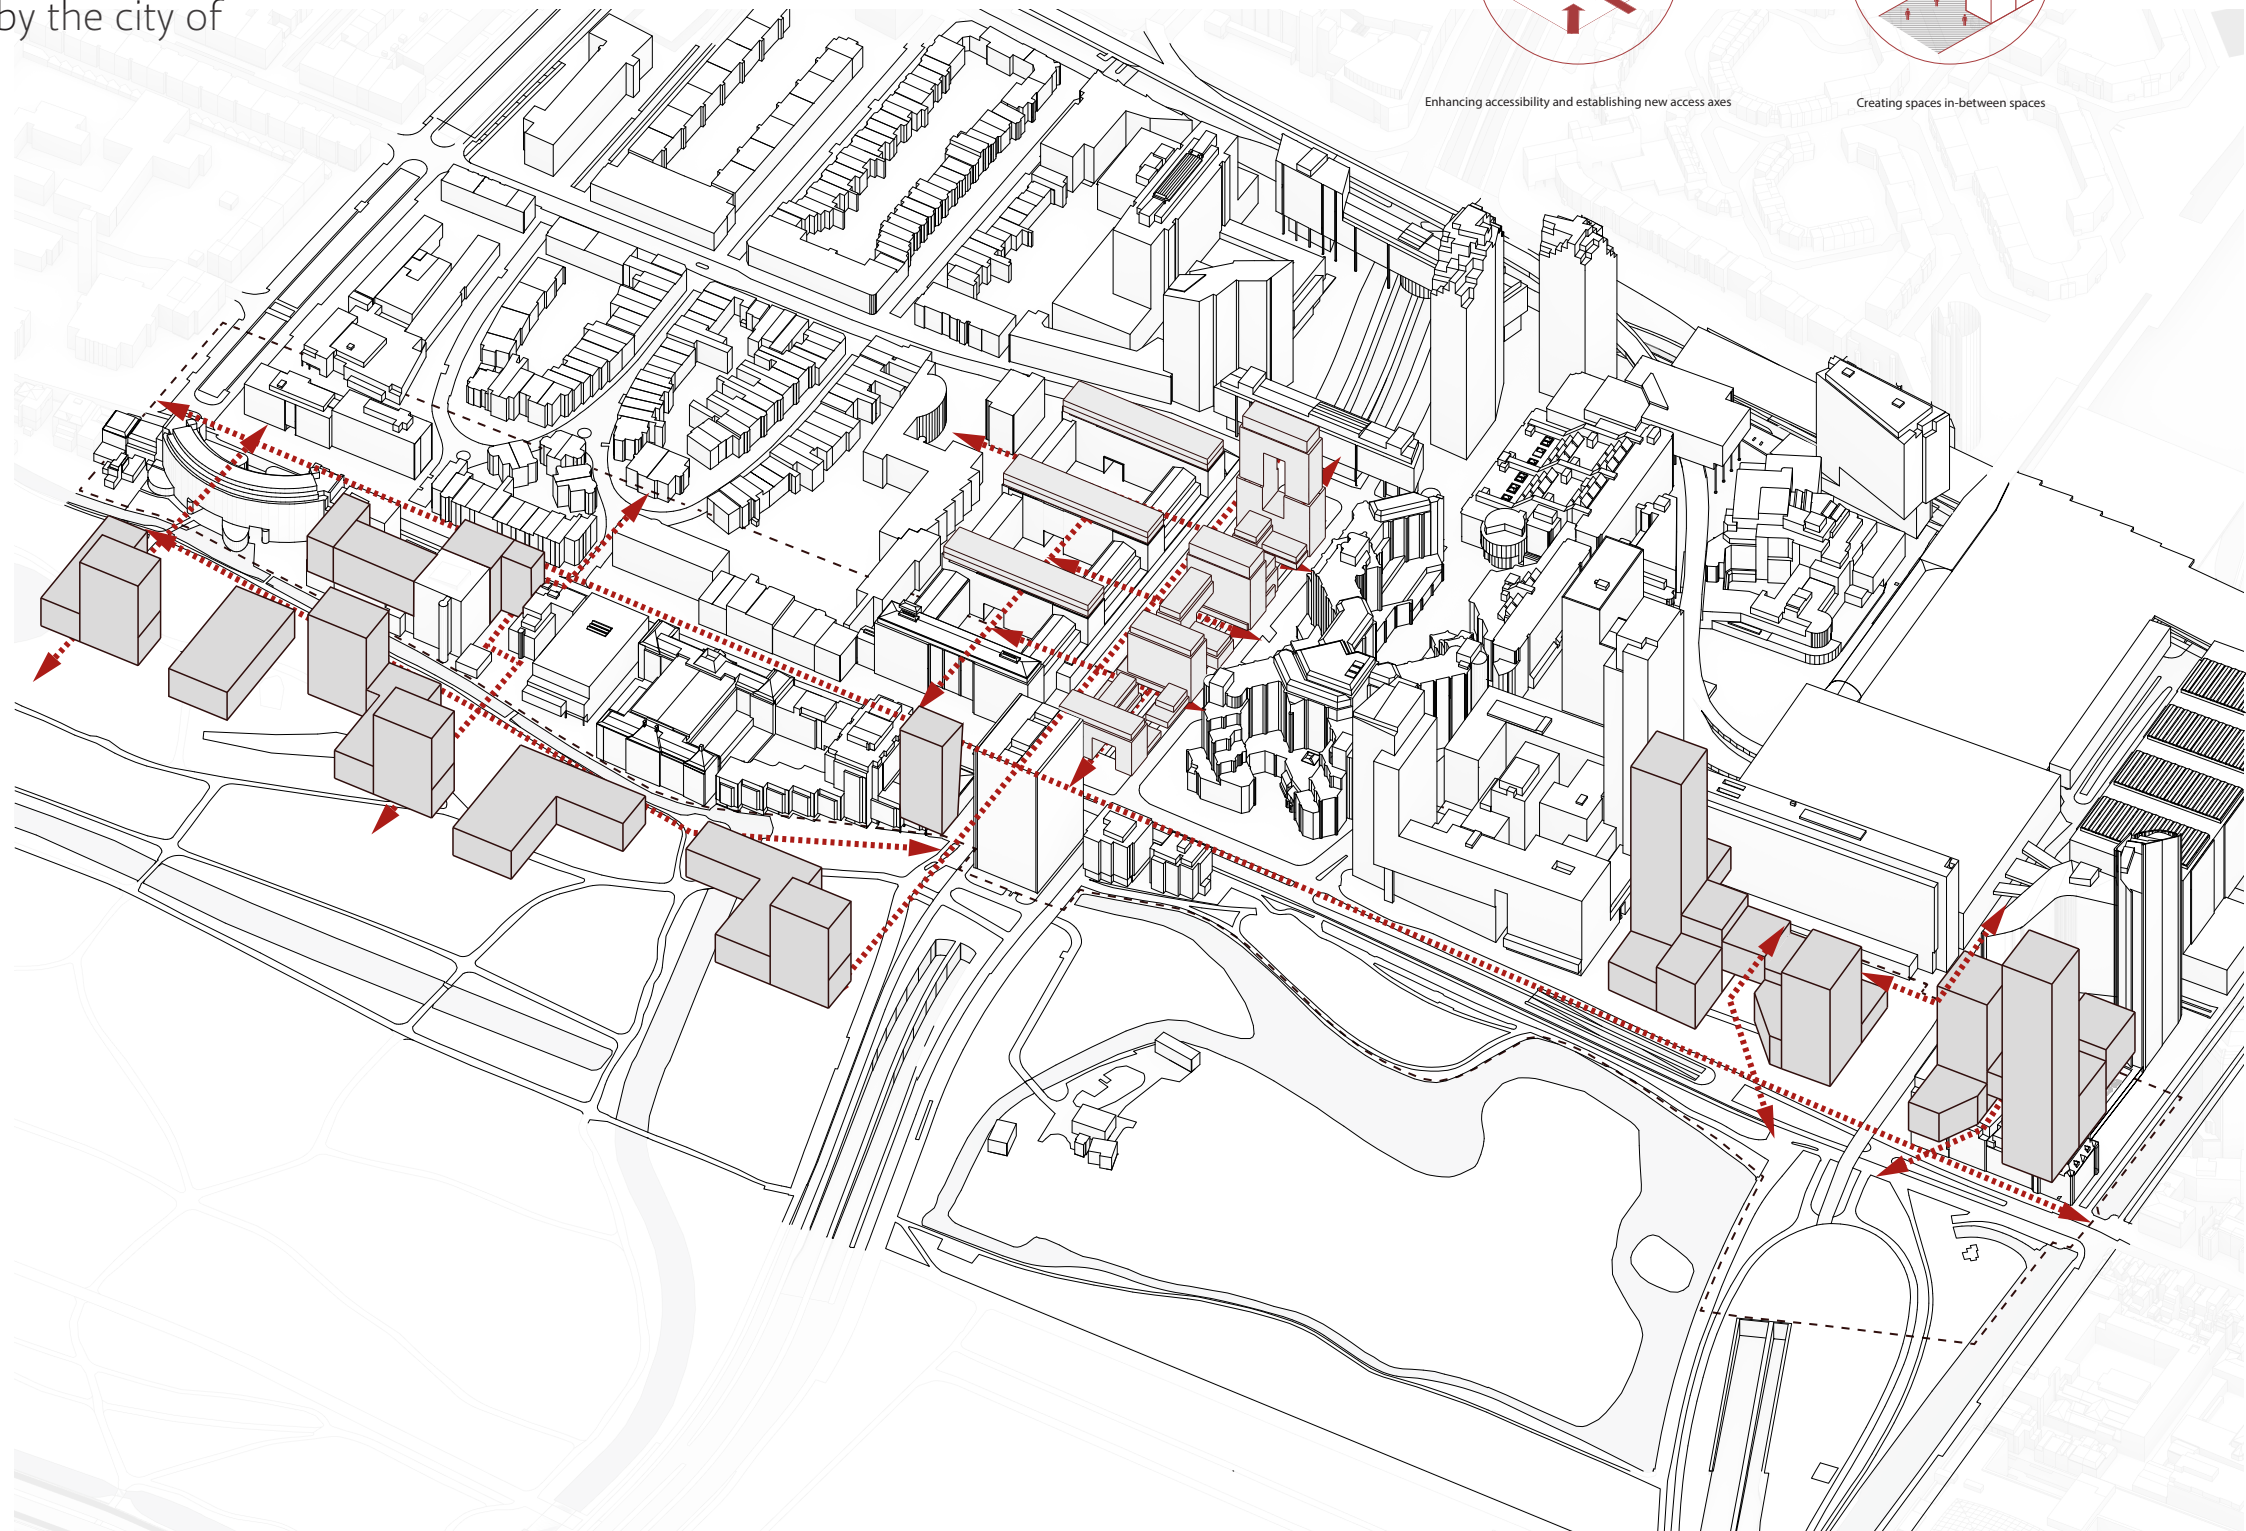 by the city of
Enhancing accessibility and establishing new access axes
Creating spaces in-between spaces